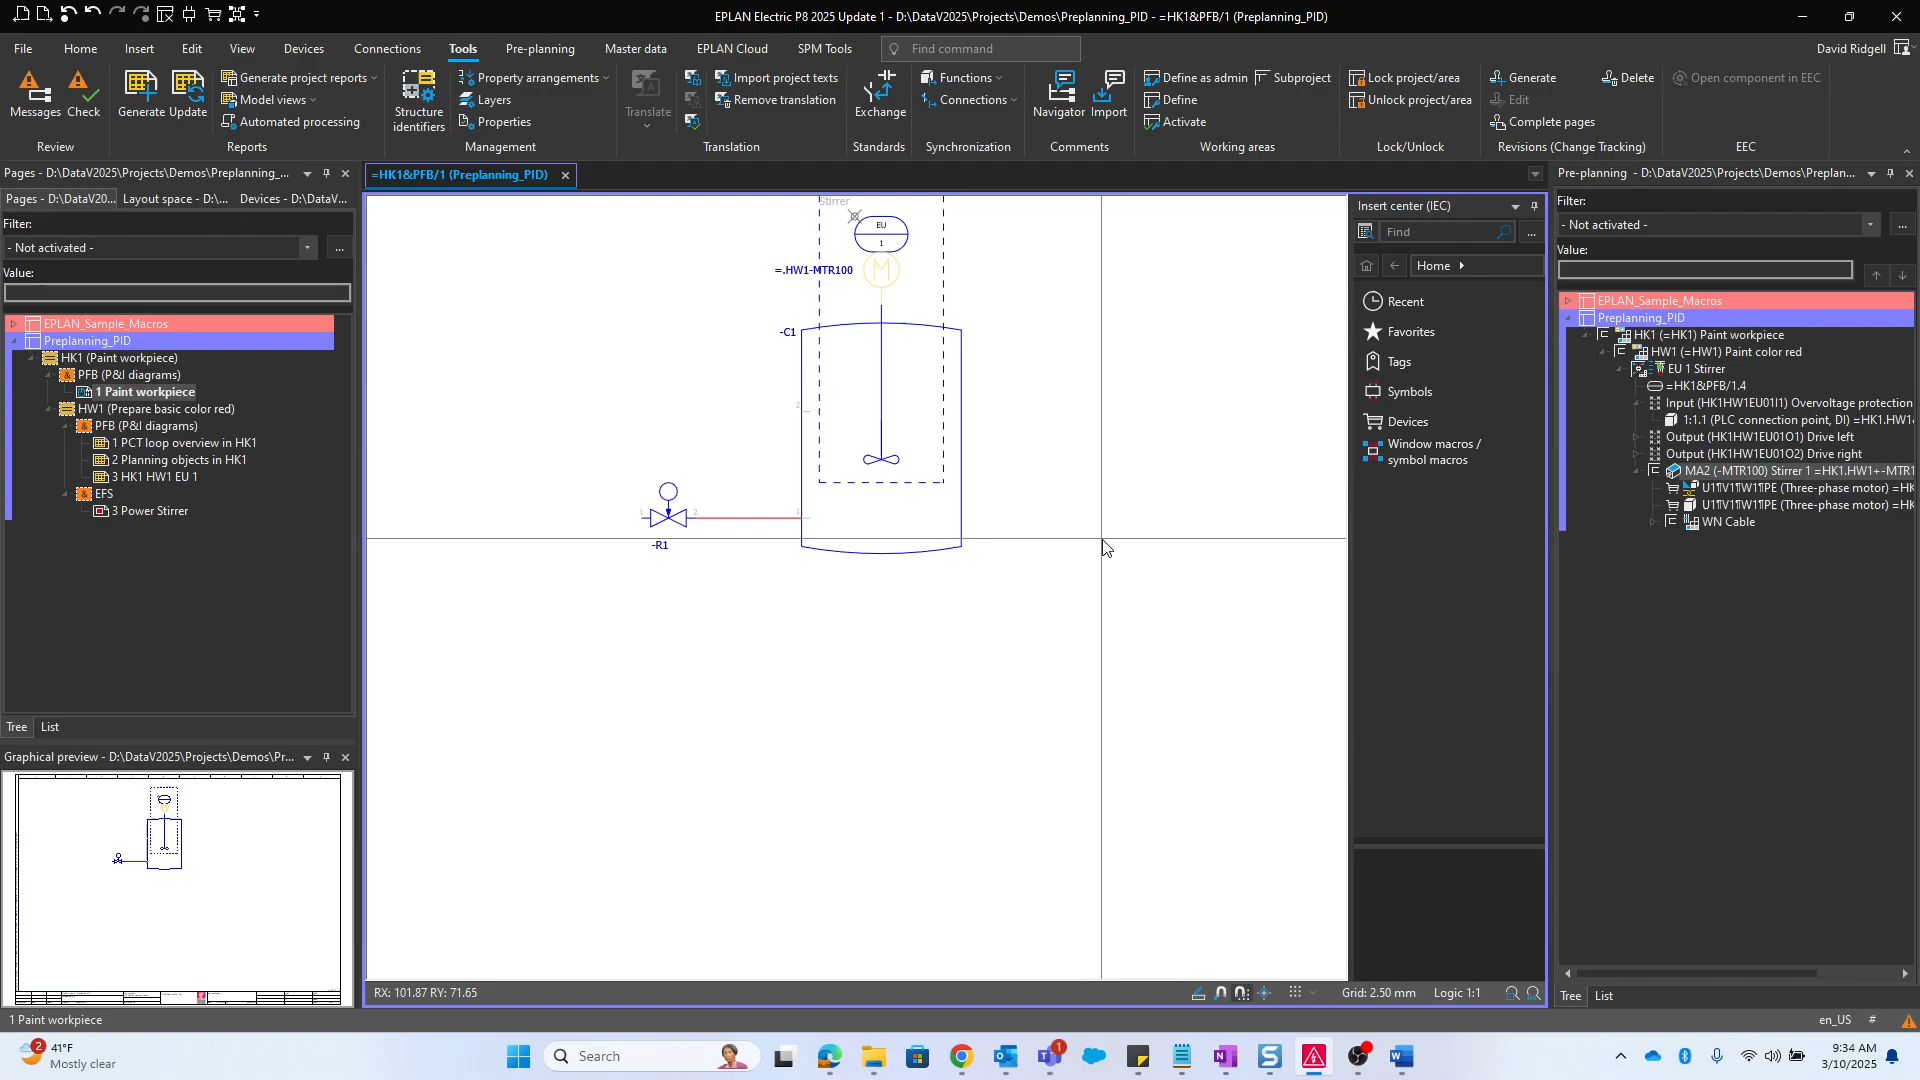 EPLAN Electric P8 2025 Update 1 - D:\DataV2025\Projects\Demos\Preplanning_PID - =HK1&PFB/1 (Preplanning_PID)
File Home Insert Edit View Devices Connections Tools Pre-planning Master data EPLAN Cloud SPM Tools Find command David Ridgell
Messages Check
Review
Generate Update
Generate project reports
Model views
Automated processing
Reports
Structure identifiers
Property arrangements
Layers
Properties
Management
Translate
Import project texts
Remove translation
Translation
Exchange
Standards
Functions
Connections
Synchronization
Navigator Import
Comments
Define as admin Subproject
Define
Activate
Working areas
Lock project/area
Unlock project/area
Lock/Unlock
Generate Delete
Edit
Complete pages
Revisions (Change Tracking)
Open component in EEC
EEC
Pages - D:\DataV2025\Projects\Demos\Preplanning_...
Pages - D:\DataV20... Layout space - D:\... Devices - D:\DataV...
Filter:
- Not activated - ...
Value:
EPLAN_Sample_Macros
Preplanning_PID
HK1 (Paint workpiece)
PFB (P&I diagrams)
1 Paint workpiece
HW1 (Prepare basic color red)
PFB (P&I diagrams)
1 PCT loop overview in HK1
2 Planning objects in HK1
3 HK1 HW1 EU 1
EFS
3 Power Stirrer
Tree List
Graphical preview - D:\DataV2025\Projects\Demos\Pr...
=HK1&PFB/1 (Preplanning_PID)
Stirrer
EU
1
=.HW1-MTR100
M
-C1
2
1 2 1
-R1
RX: 101.87 RY: 71.65
Grid: 2.50 mm Logic 1:1
Insert center (IEC)
Find ...
Home
Recent
Favorites
Tags
Symbols
Devices
Window macros / symbol macros
Pre-planning - D:\DataV2025\Projects\Demos\Preplan...
Filter:
- Not activated - ...
Value:
EPLAN_Sample_Macros
Preplanning_PID
HK1 (=HK1) Paint workpiece
HW1 (=HW1) Paint color red
EU 1 Stirrer
=HK1&PFB/1.4
Input (HK1HW1EU01I1) Overvoltage protection
1:1.1 (PLC connection point, DI) =HK1.HW1
Output (HK1HW1EU01O1) Drive left
Output (HK1HW1EU01O2) Drive right
MA2 (-MTR100) Stirrer 1 =HK1.HW1+-MTR1
U1¶V1¶W1¶PE (Three-phase motor) =HK
U1¶V1¶W1¶PE (Three-phase motor) =HK
WN Cable
Tree List
1 Paint workpiece
en_US #
2
41°F
Mostly clear
Search
1
9:34 AM
3/10/2025